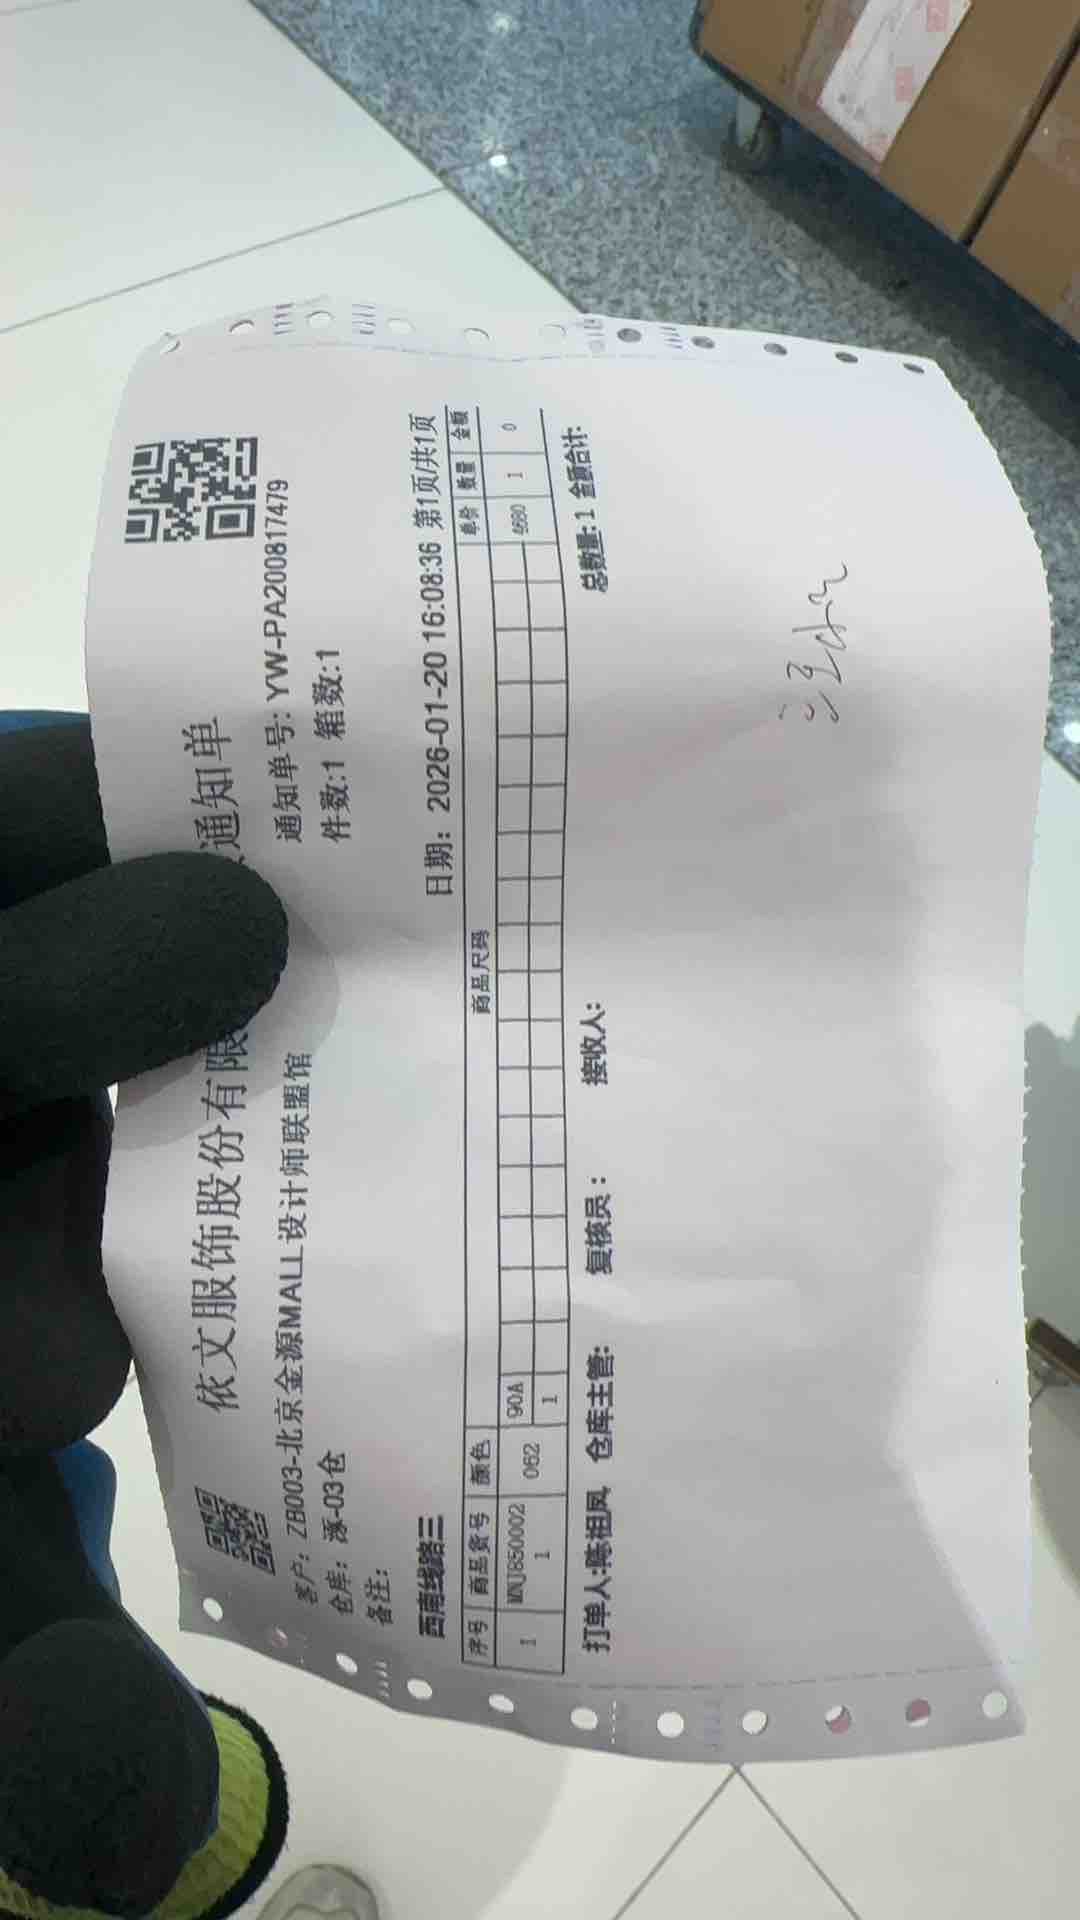 依文服饰股份有限 通知单
客户：ZB003-北京金源MALL设计师联盟馆 通知单号：YW-PA200817479
仓库：涿-03仓 件数:1 箱数:1
备注：
西南线路三 日期：2026-01-20 16:08:36 第1页/共1页
序号 商品货号 颜色 商品尺码 单价 数量 金额
1 MNJ8500021 062 90A 1 4680 1 0
总数量:1 金额合计:
打单人:陈祖凤 仓库主管: 复核员： 接收人：